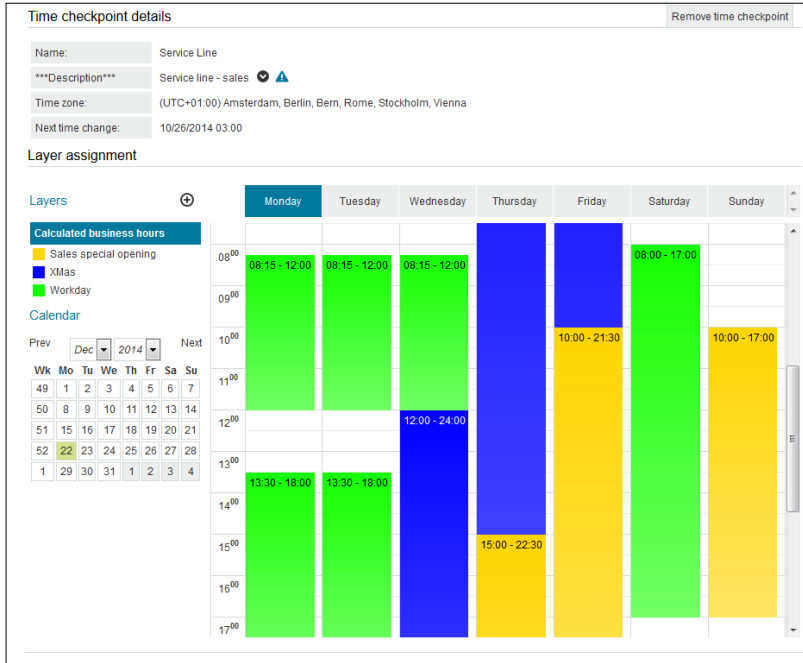 Time checkpoint details
Remove time checkpoint
Name: Service Line
***Description*** Service line - sales
Time zone: (UTC+01:00) Amsterdam, Berlin, Bern, Rome, Stockholm, Vienna
Next time change: 10/26/2014 03:00
Layer assignment
Layers
Monday Tuesday Wednesday Thursday Friday Saturday Sunday
Calculated business hours
Sales special opening
XMas
Workday
Calendar
Prev Dec 2014 Next
Wk Mo Tu We Th Fr Sa Su
49 1 2 3 4 5 6 7
50 8 9 10 11 12 13 14
51 15 16 17 18 19 20 21
52 22 23 24 25 26 27 28
1 29 30 31 1 2 3 4
08⁰⁰ 08:00 - 17:00
08:15 - 12:00 08:15 - 12:00 08:15 - 12:00
09⁰⁰
10⁰⁰ 10:00 - 21:30 10:00 - 17:00
11⁰⁰
12⁰⁰ 12:00 - 24:00
13⁰⁰
13:30 - 18:00 13:30 - 18:00
14⁰⁰
15⁰⁰ 15:00 - 22:30
16⁰⁰
17⁰⁰